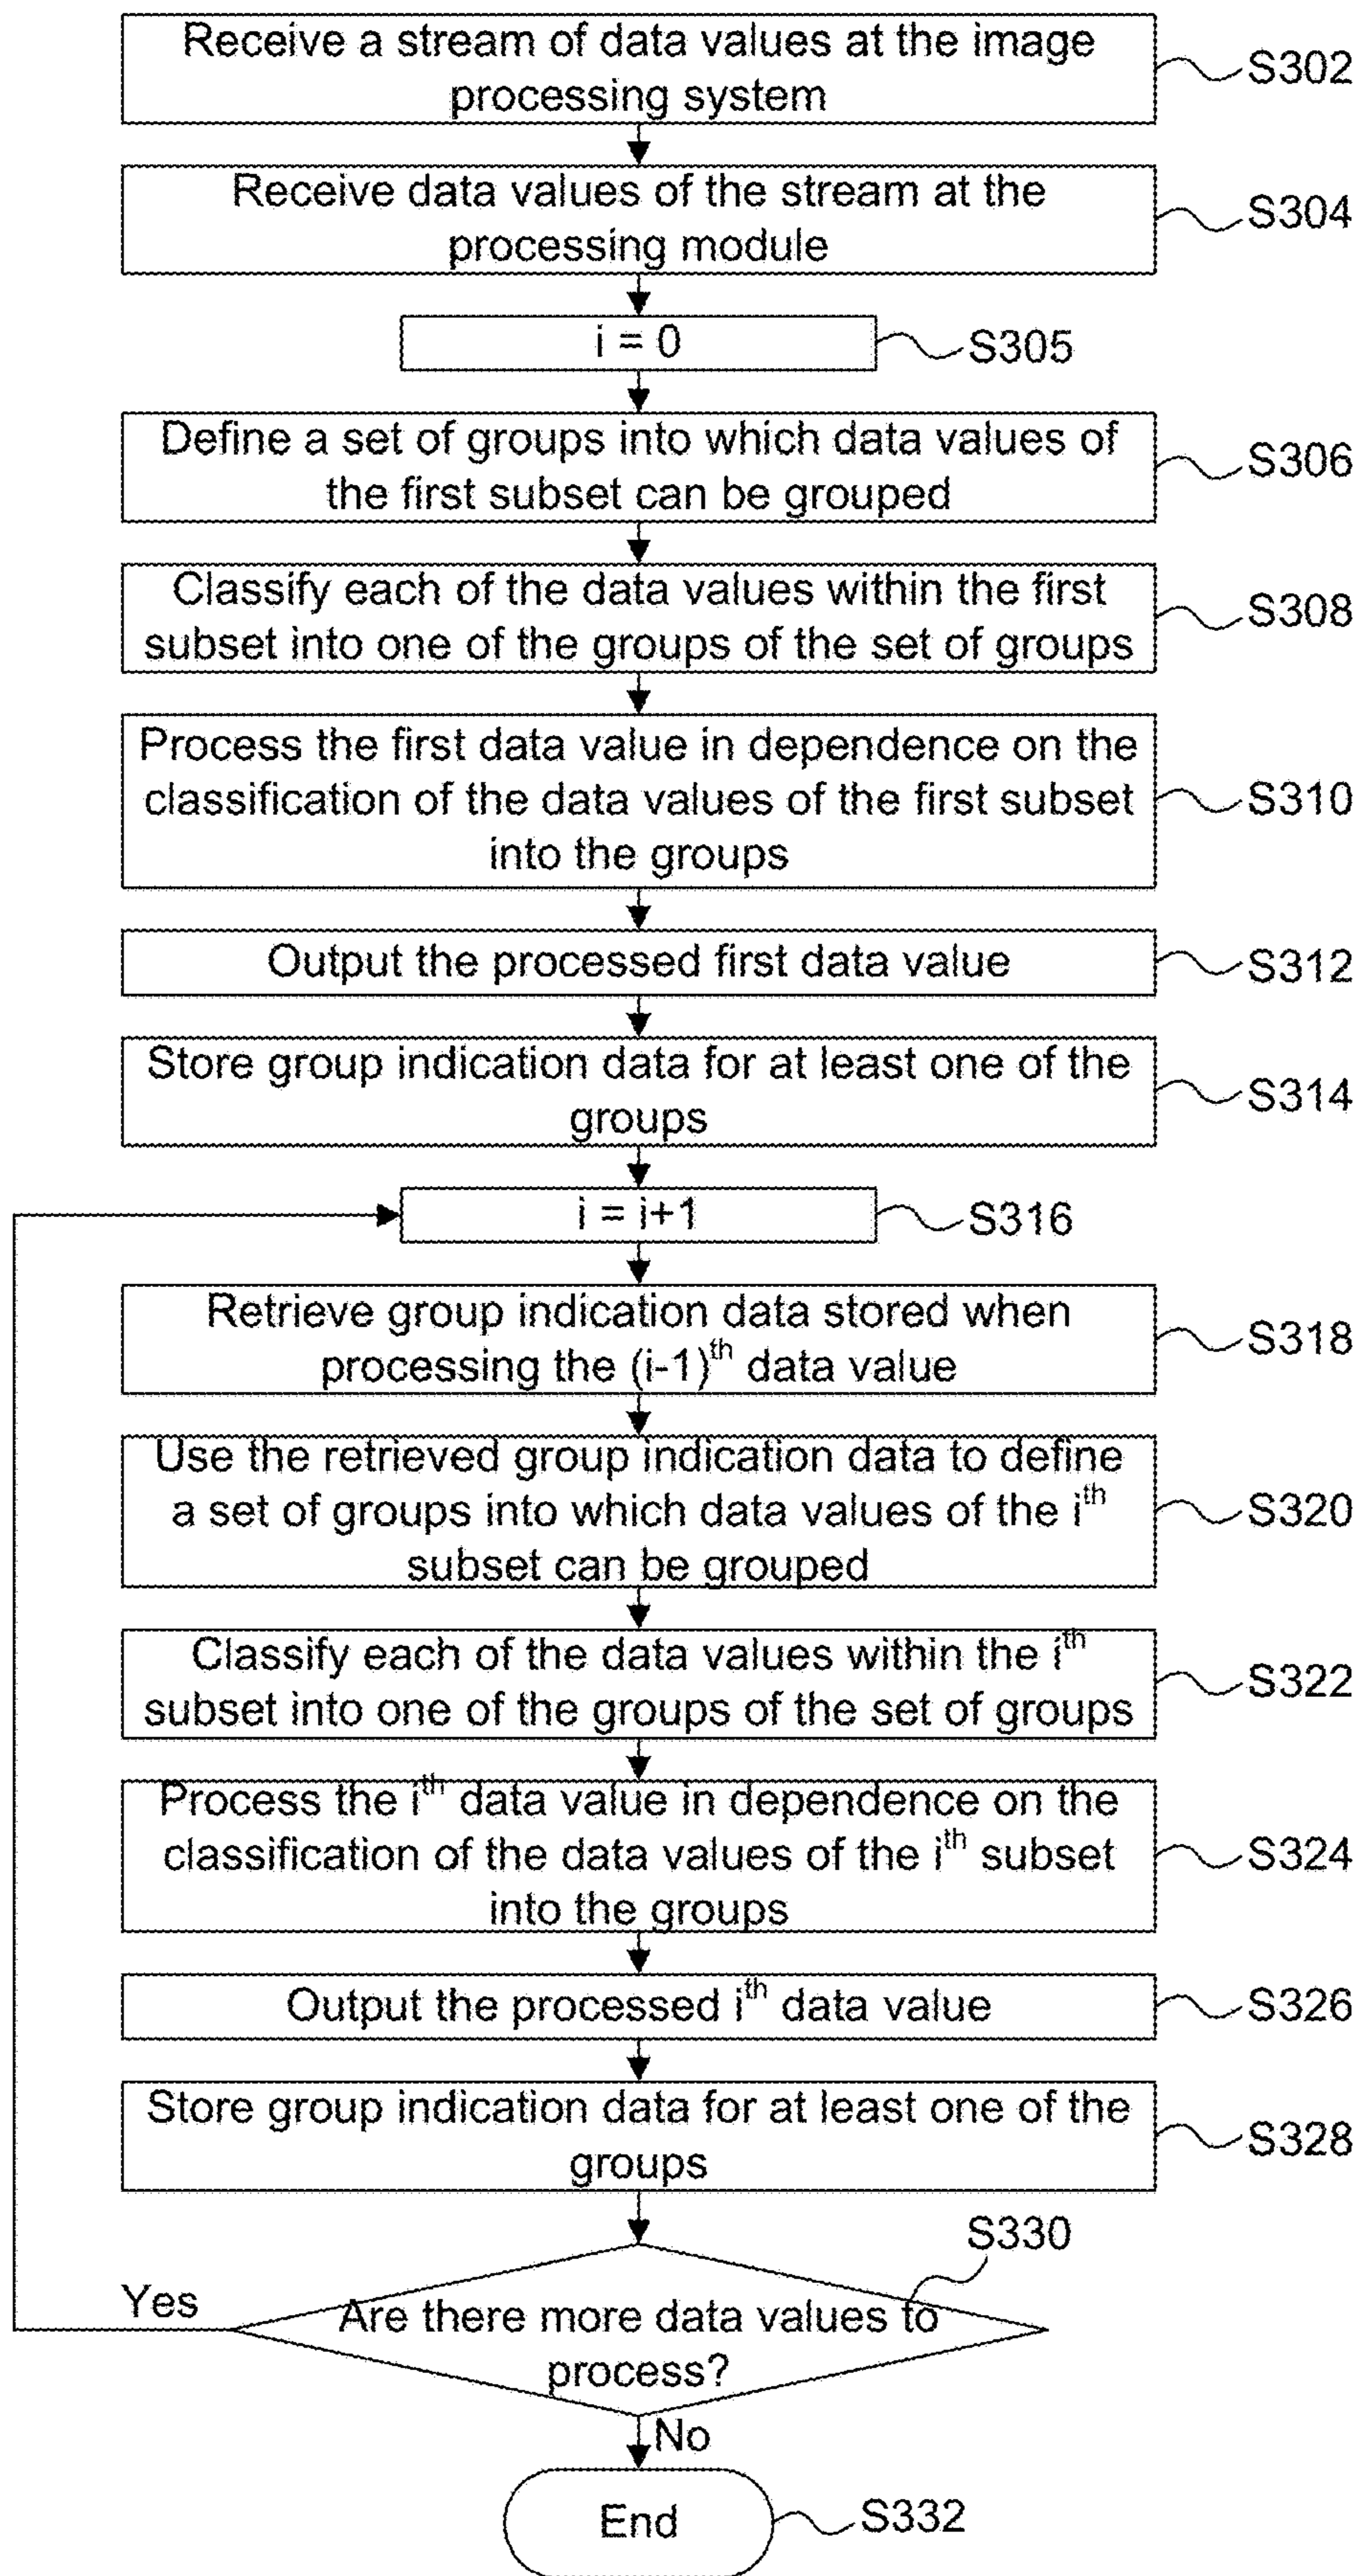 Receive a stream of data values at the image
processing system
S302
Receive data values of the stream at the
processing module
S304
i = 0
S305
Define a set of groups into which data values of
the first subset can be grouped
S306
Classify each of the data values within the first
subset into one of the groups of the set of groups
S308
Process the first data value in dependence on the
classification of the data values of the first subset
into the groups
S310
Output the processed first data value
S312
Store group indication data for at least one of the
groups
S314
i = i+1
S316
Retrieve group indication data stored when
processing the (i-1)th data value
S318
Use the retrieved group indication data to define
a set of groups into which data values of the ith
subset can be grouped
S320
Classify each of the data values within the ith
subset into one of the groups of the set of groups
S322
Process the ith data value in dependence on the
classification of the data values of the ith subset
into the groups
S324
Output the processed ith data value
S326
Store group indication data for at least one of the
groups
S328
S330
Yes
Are there more data values to
process?
No
End
S332